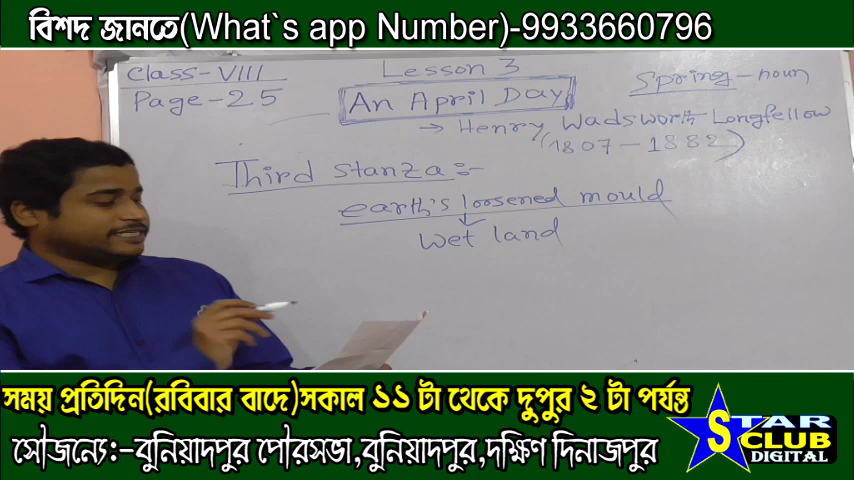 বিশদ জানতে(What`s app Number)-9933660796
Class-VIII
Page-25
Lesson 3
An April Day
Spring - noun
→ Henry Wadsworth Longfellow
(1807-1882)
Third Stanza:-
earth's loosened mould
Wet land
সময় প্রতিদিন(রবিবার বাদে)সকাল ১১ টা থেকে দুপুর ২ টা পর্যন্ত
সৌজন্যে:-বুনিয়াদপুর পৌরসভা,বুনিয়াদপুর,দক্ষিণ দিনাজপুর
STAR
CLUB
DIGITAL